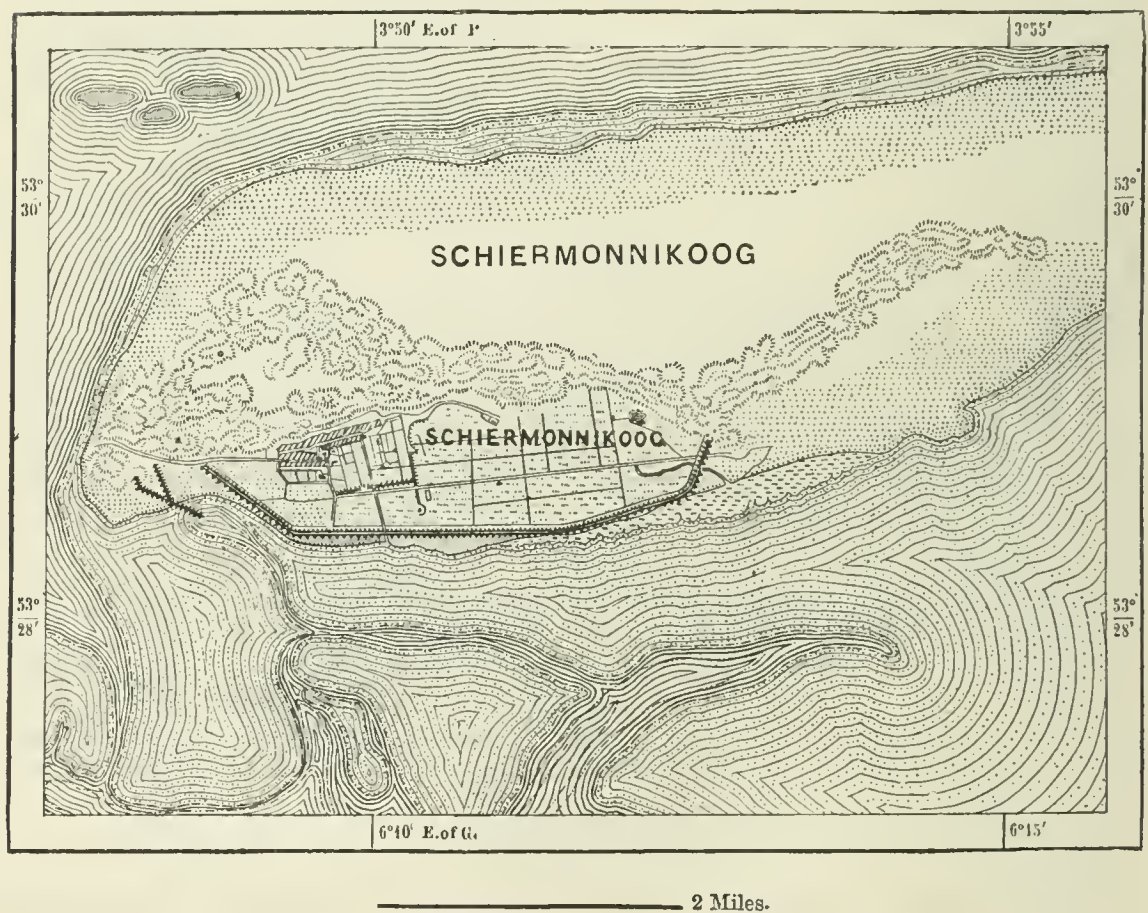 3°50' E. of P
3°55'
53°
30'
53°
30'
SCHIERMONNIKOOG
SCHIERMONNIKOOG
53°
28'
53°
28'
6°10' E. of G.
6°15'
2 Miles.